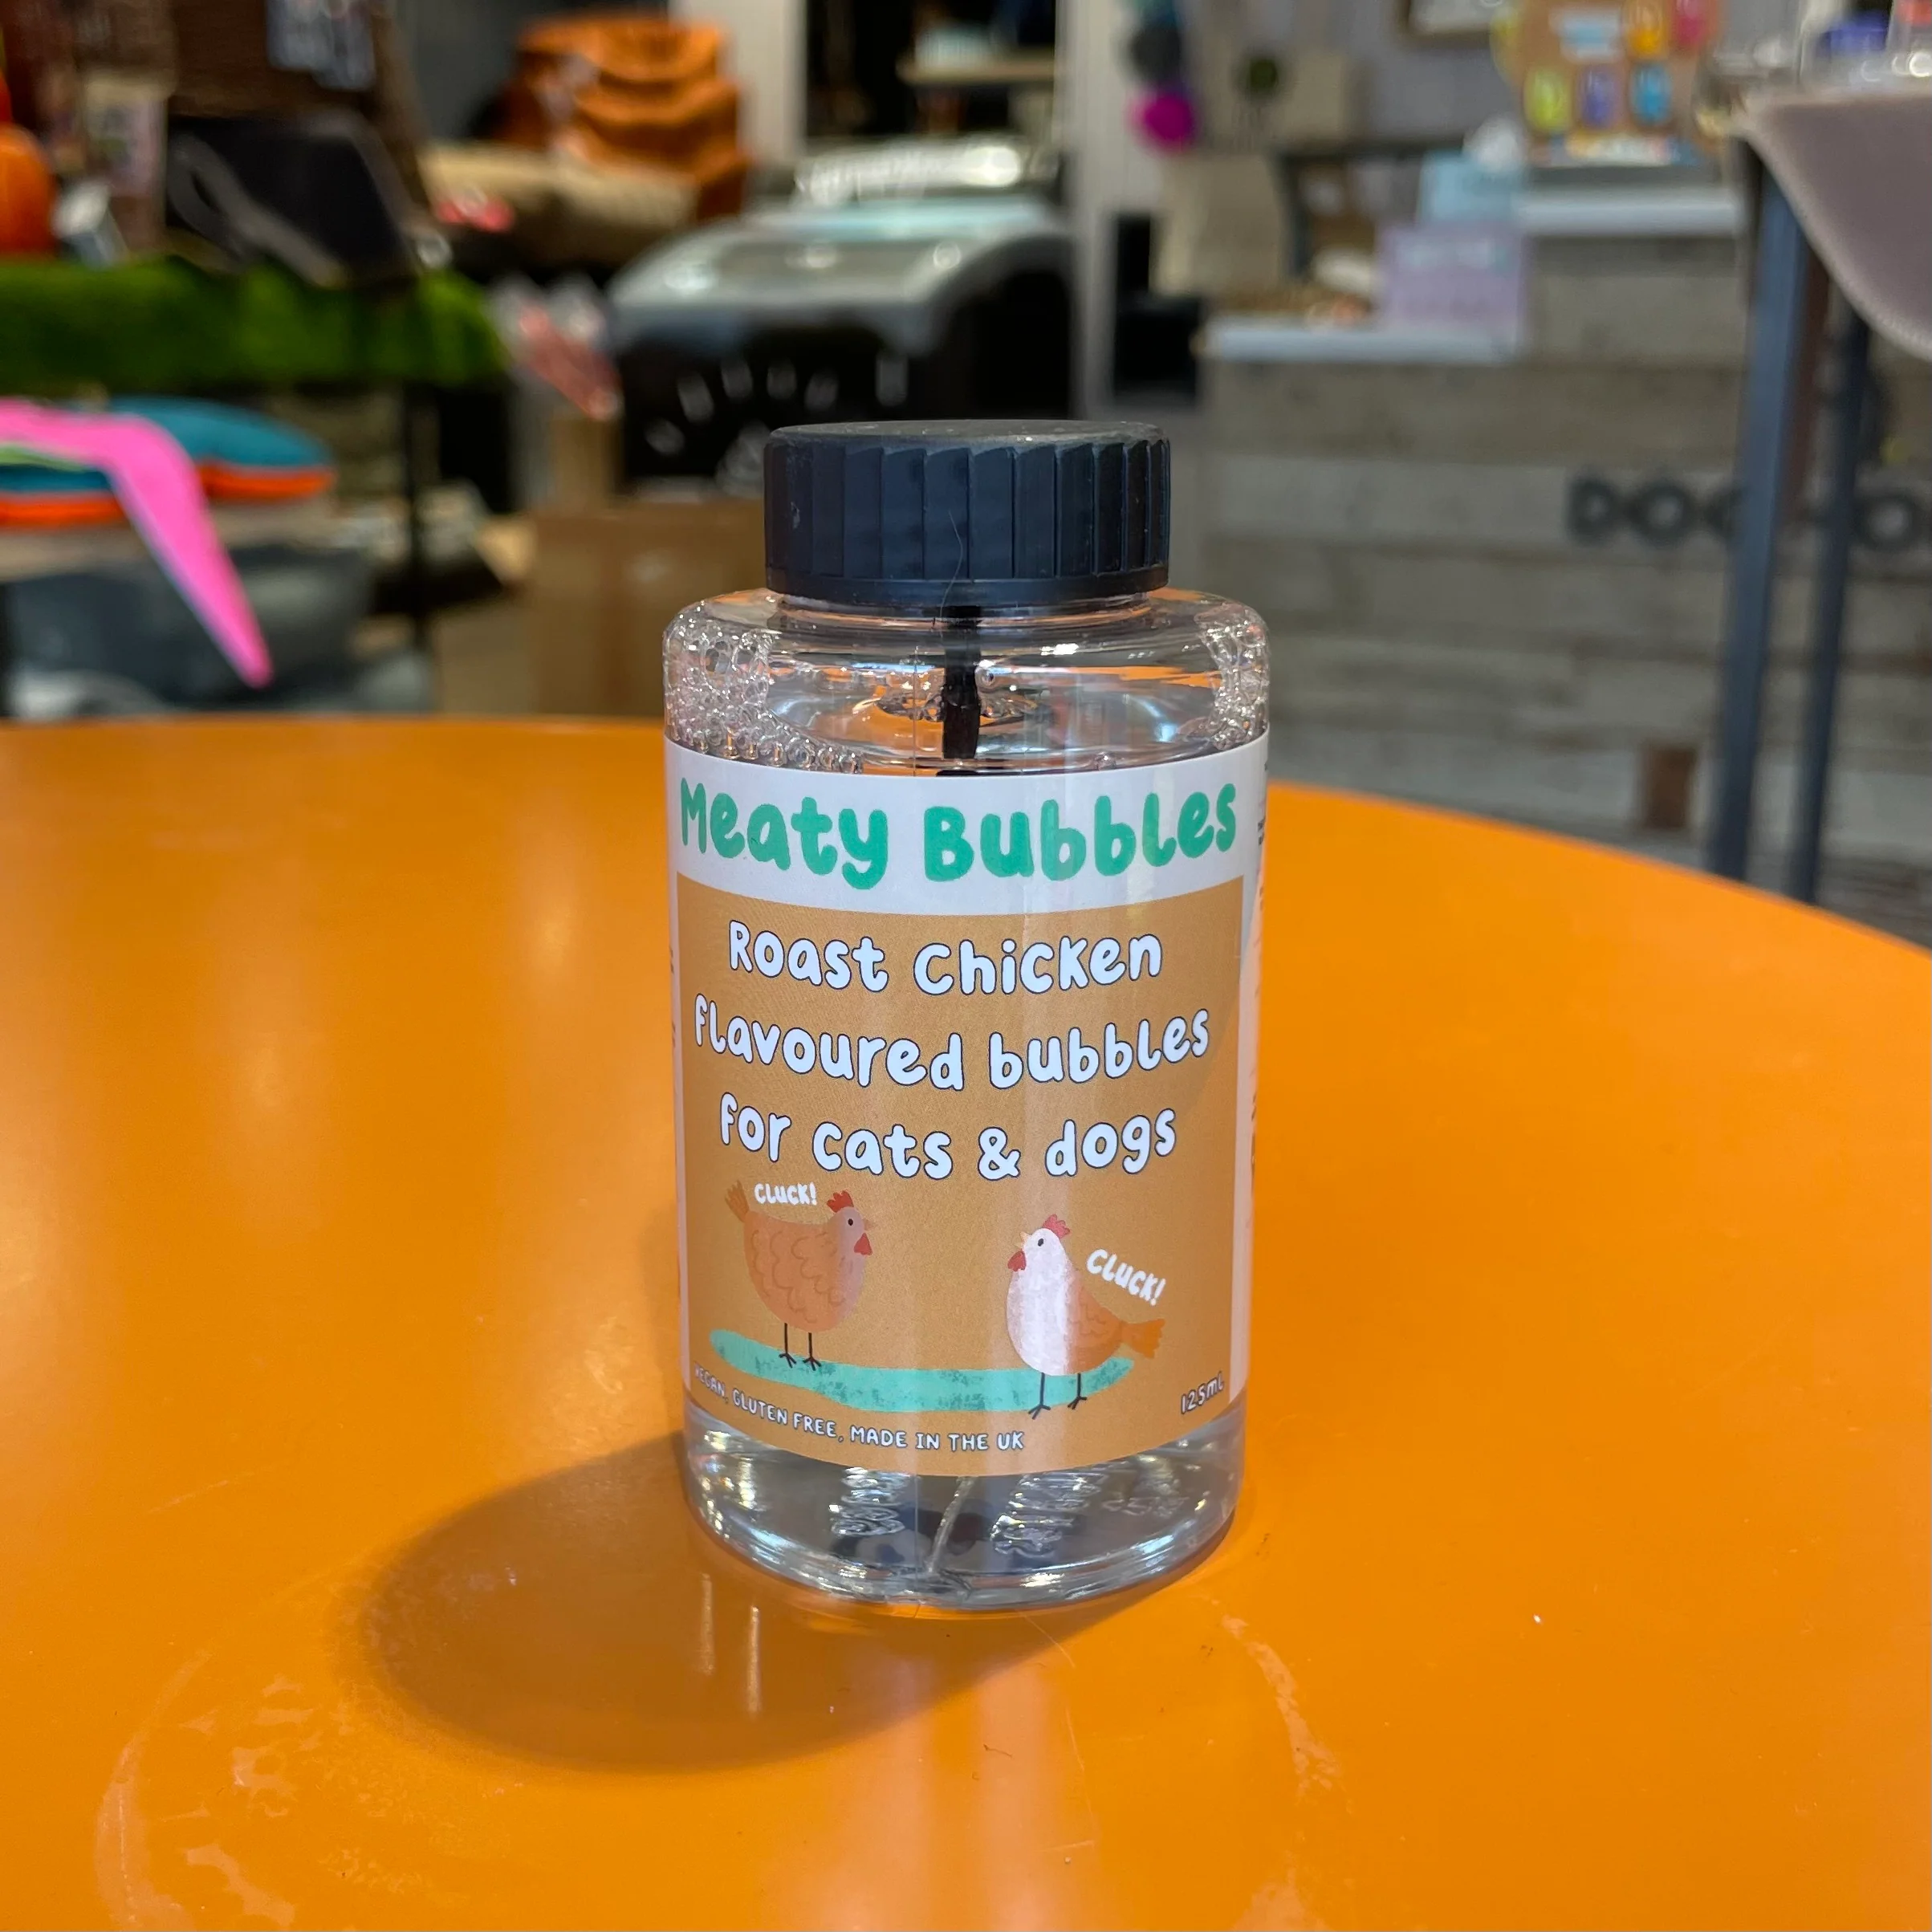 Meaty Bubbles
Roast Chicken
flavoured bubbles
for cats & dogs
CLUCK!
CLUCK!
VEGAN, GLUTEN FREE, MADE IN THE UK
125mL